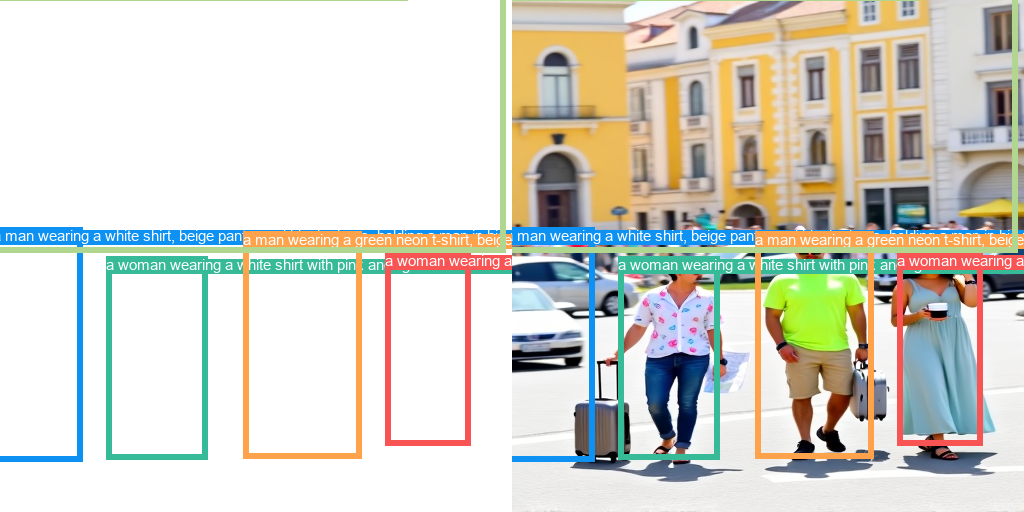 a man wearing a white shirt, beige pan
a man wearing a green neon t-shirt, beige
a woman wearing a white shirt with pink and
a woman wearing a
man wearing a white shirt, beige pant
a man wearing a green neon t-shirt, beige
a woman wearing a white shirt with pink and
a woman wearing a